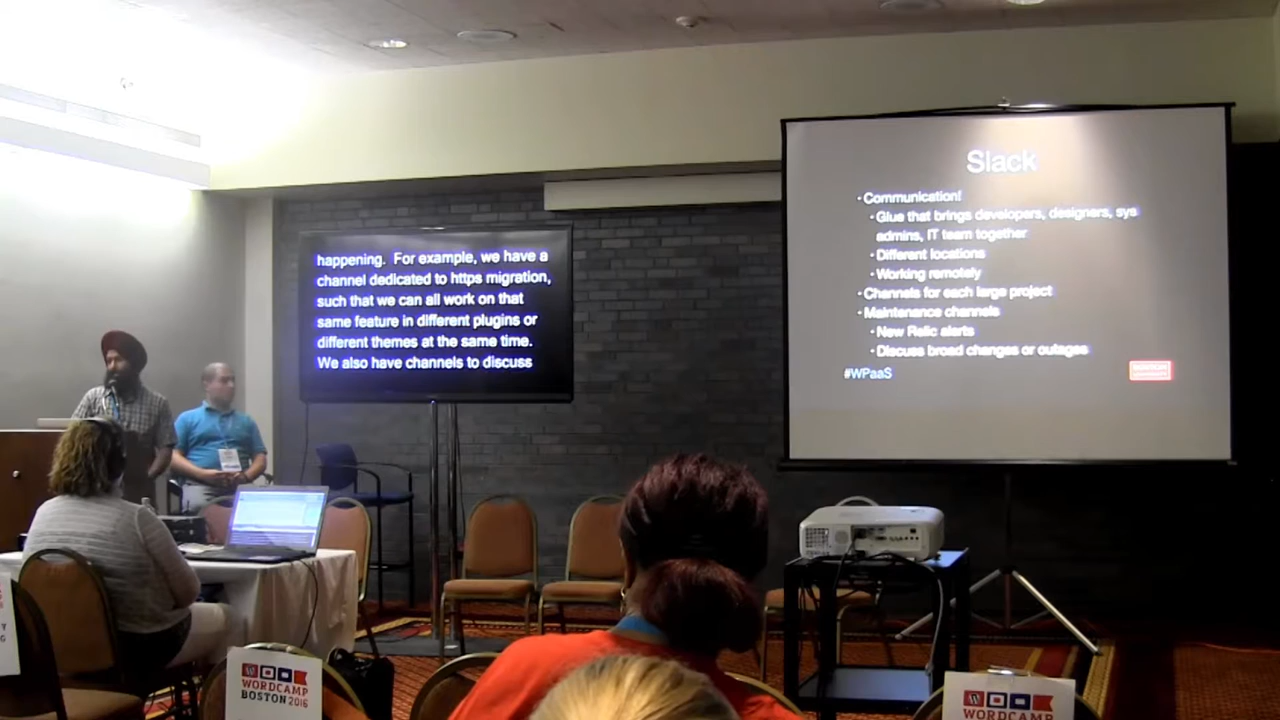 happening. For example, we have a
channel dedicated to https migration,
such that we can all work on that
same feature in different plugins or
different themes at the same time.
We also have channels to discuss
Slack
· Communication!
· Glue that brings developers, designers, sys
admins, IT team together
· Different locations
· Working remotely
· Channels for each large project
· Maintenance channels
· New Relic alerts
· Discuss broad changes or outages
#WPaaS
WORDCAMP
BOSTON 2016
WORDCAMP